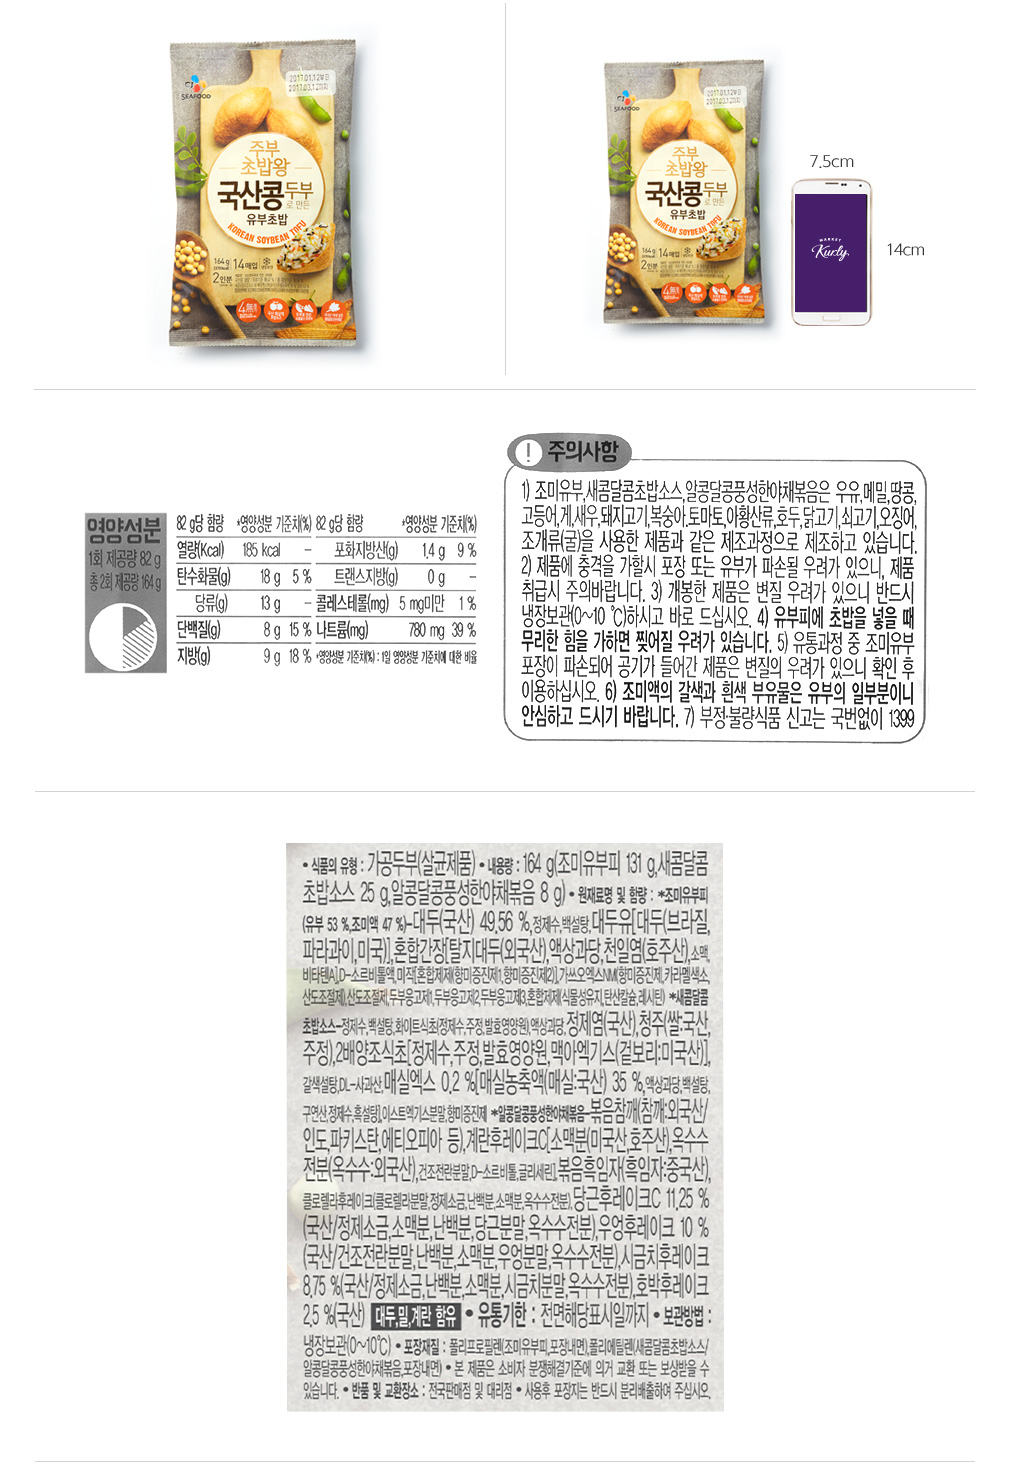 CJ
SEAFOOD
2017.01.12부터
2017.03.12까지
주부
초밥왕
국산콩두부
로 만든
유부초밥
KOREAN SOYBEAN TOFU
164 g
14매입
2인분
4無
CJ
SEAFOOD
2017.01.12부터
2017.03.12까지
주부
초밥왕
국산콩두부
로 만든
유부초밥
KOREAN SOYBEAN TOFU
164 g
14매입
2인분
4無
7.5cm
MARKET
Kurly
14cm
영양성분
1회 제공량 82 g
총 2회 제공량 164 g
82 g당 함량 *영양성분 기준치(%) 82 g당 함량 *영양성분 기준치(%)
열량(Kcal) 185 kcal – 포화지방산(g) 1.4 g 9 %
탄수화물(g) 18 g 5 % 트랜스지방(g) 0 g –
당류(g) 13 g – 콜레스테롤(mg) 5 mg미만 1 %
단백질(g) 8 g 15 % 나트륨(mg) 780 mg 39 %
지방(g) 9 g 18 % *영양성분 기준치(%) : 1일 영양성분 기준치에 대한 비율
! 주의사항
1) 조미유부,새콤달콤초밥소스,알콩달콩풍성한야채볶음은 우유,메밀,땅콩,
고등어,게,새우,돼지고기,복숭아,토마토,아황산류,호두,닭고기,쇠고기,오징어,
조개류(굴)을 사용한 제품과 같은 제조과정으로 제조하고 있습니다.
2) 제품에 충격을 가할시 포장 또는 유부가 파손될 우려가 있으니, 제품
취급시 주의바랍니다. 3) 개봉한 제품은 변질 우려가 있으니 반드시
냉장보관(0~10 ℃)하시고 바로 드십시오. 4) 유부피에 초밥을 넣을 때
무리한 힘을 가하면 찢어질 우려가 있습니다. 5) 유통과정 중 조미유부
포장이 파손되어 공기가 들어간 제품은 변질의 우려가 있으니 확인 후
이용하십시오. 6) 조미액의 갈색과 흰색 부유물은 유부의 일부분이니
안심하고 드시기 바랍니다. 7) 부정·불량식품 신고는 국번없이 1399
• 식품의 유형 : 가공두부(살균제품) • 내용량 : 164 g(조미유부피 131 g,새콤달콤
초밥소스 25 g,알콩달콩풍성한야채볶음 8 g) • 원재료명 및 함량 : *조미유부피
(유부 53 %,조미액 47 %)-대두(국산) 49.56 %,정제수,백설탕,대두유[대두(브라질,
파라과이,미국)],혼합간장[탈지대두(외국산),액상과당,천일염(호주산),소맥,
비타텐A],D-소르비톨액,미작[혼합제제(향미증진제1,향미증진제2)],가쓰오엑스NM(향미증진제,카라멜색소,
산도조절제),산도조절제,두부응고제1,두부응고제2,두부응고제3,혼합제제(식물성유지,탄산칼슘,레시틴) *새콤달콤
초밥소스-정제수,백설탕,화이트식초(정제수,주정,발효영양원),액상과당,정제염(국산),청주(쌀:국산,
주정),2배양조식초[정제수,주정,발효영양원,맥아엑기스(겉보리:미국산)],
갈색설탕,DL-사과산,매실엑스 0.2 %[매실농축액(매실:국산) 35 %,액상과당,백설탕,
구연산,정제수,흑설탕],이스트엑기스분말,향미증진제 *알콩달콩풍성한야채볶음-볶음참깨(참깨:외국산/
인도,파키스탄,에티오피아 등),계란후레이크C[소맥분(미국산,호주산),옥수수
전분(옥수수:외국산),건조전란분말,D-소르비톨,글리세린],볶음흑임자(흑임자:중국산),
클로렐라후레이크(클로렐라분말,정제소금,난백분,소맥분,옥수수전분),당근후레이크C 11.25 %
(국산/정제소금,소맥분,난백분,당근분말,옥수수전분),우엉후레이크 10 %
(국산/건조전란분말,난백분,소맥분,우엉분말,옥수수전분),시금치후레이크
8.75 %(국산/정제소금,난백분,소맥분,시금치분말,옥수수전분),호박후레이크
2.5 %(국산) 대두,밀,계란 함유 • 유통기한 : 전면해당표시일까지 • 보관방법 :
냉장보관(0~10℃) • 포장재질 : 폴리프로필렌(조미유부피,포장내면),폴리에틸렌(새콤달콤초밥소스/
알콩달콩풍성한야채볶음,포장내면) • 본 제품은 소비자 분쟁해결기준에 의거 교환 또는 보상받을 수
있습니다. • 반품 및 교환장소 : 전국판매점 및 대리점 • 사용후 포장지는 반드시 분리배출하여 주십시오.